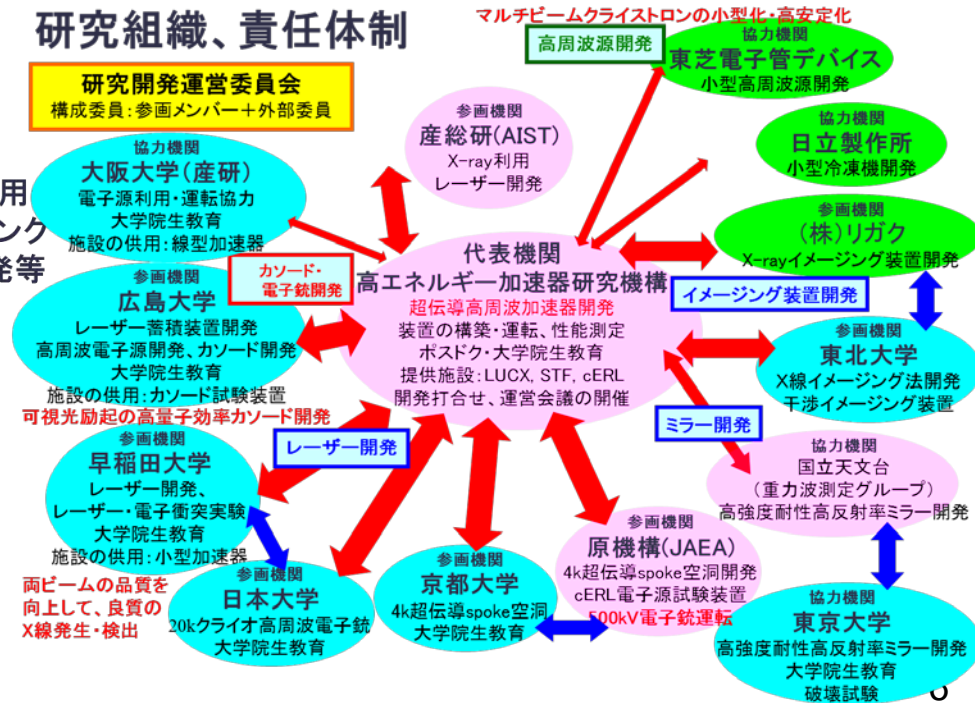 研究組織、責任体制
マルチビームクライストロンの小型化・高安定化
高周波源開発
協力機関
東芝電子管デバイス
小型高周波源開発
研究開発運営委員会
構成委員：参画メンバー＋外部委員
参画機関
産総研(AIST)
X-ray利用
レーザー開発
協力機関
日立製作所
小型冷凍機開発
協力機関
大阪大学(産研)
電子源利用・運転協力
大学院生教育
施設の供用：線型加速器
用
ング
発等
参画機関
(株)リガク
X-rayイメージング装置開発
代表機関
高エネルギー加速器研究機構
超伝導高周波加速器開発
装置の構築・運転、性能測定
ポスドク・大学院生教育
提供施設：LUCX, STF, cERL
開発打合せ、運営会議の開催
カソード・
電子銃開発
イメージング装置開発
参画機関
広島大学
レーザー蓄積装置開発
高周波電子源開発、カソード開発
大学院生教育
施設の供用：カソード試験装置
可視光励起の高量子効率カソード開発
参画機関
東北大学
X線イメージング法開発
干渉イメージング装置
レーザー開発
ミラー開発
参画機関
早稲田大学
レーザー開発、
レーザー・電子衝突実験
大学院生教育
施設の供用：小型加速器
協力機関
国立天文台
(重力波測定グループ)
高強度耐性高反射率ミラー開発
両ビームの品質を
向上して、良質の
X線発生・検出
参画機関
日本大学
20kクライオ高周波電子銃
大学院生教育
参画機関
京都大学
4k超伝導spoke空洞
大学院生教育
参画機関
原機構(JAEA)
4k超伝導spoke空洞開発
cERL電子源試験装置
500kV電子銃運転
協力機関
東京大学
高強度耐性高反射率ミラー開発
大学院生教育
破壊試験